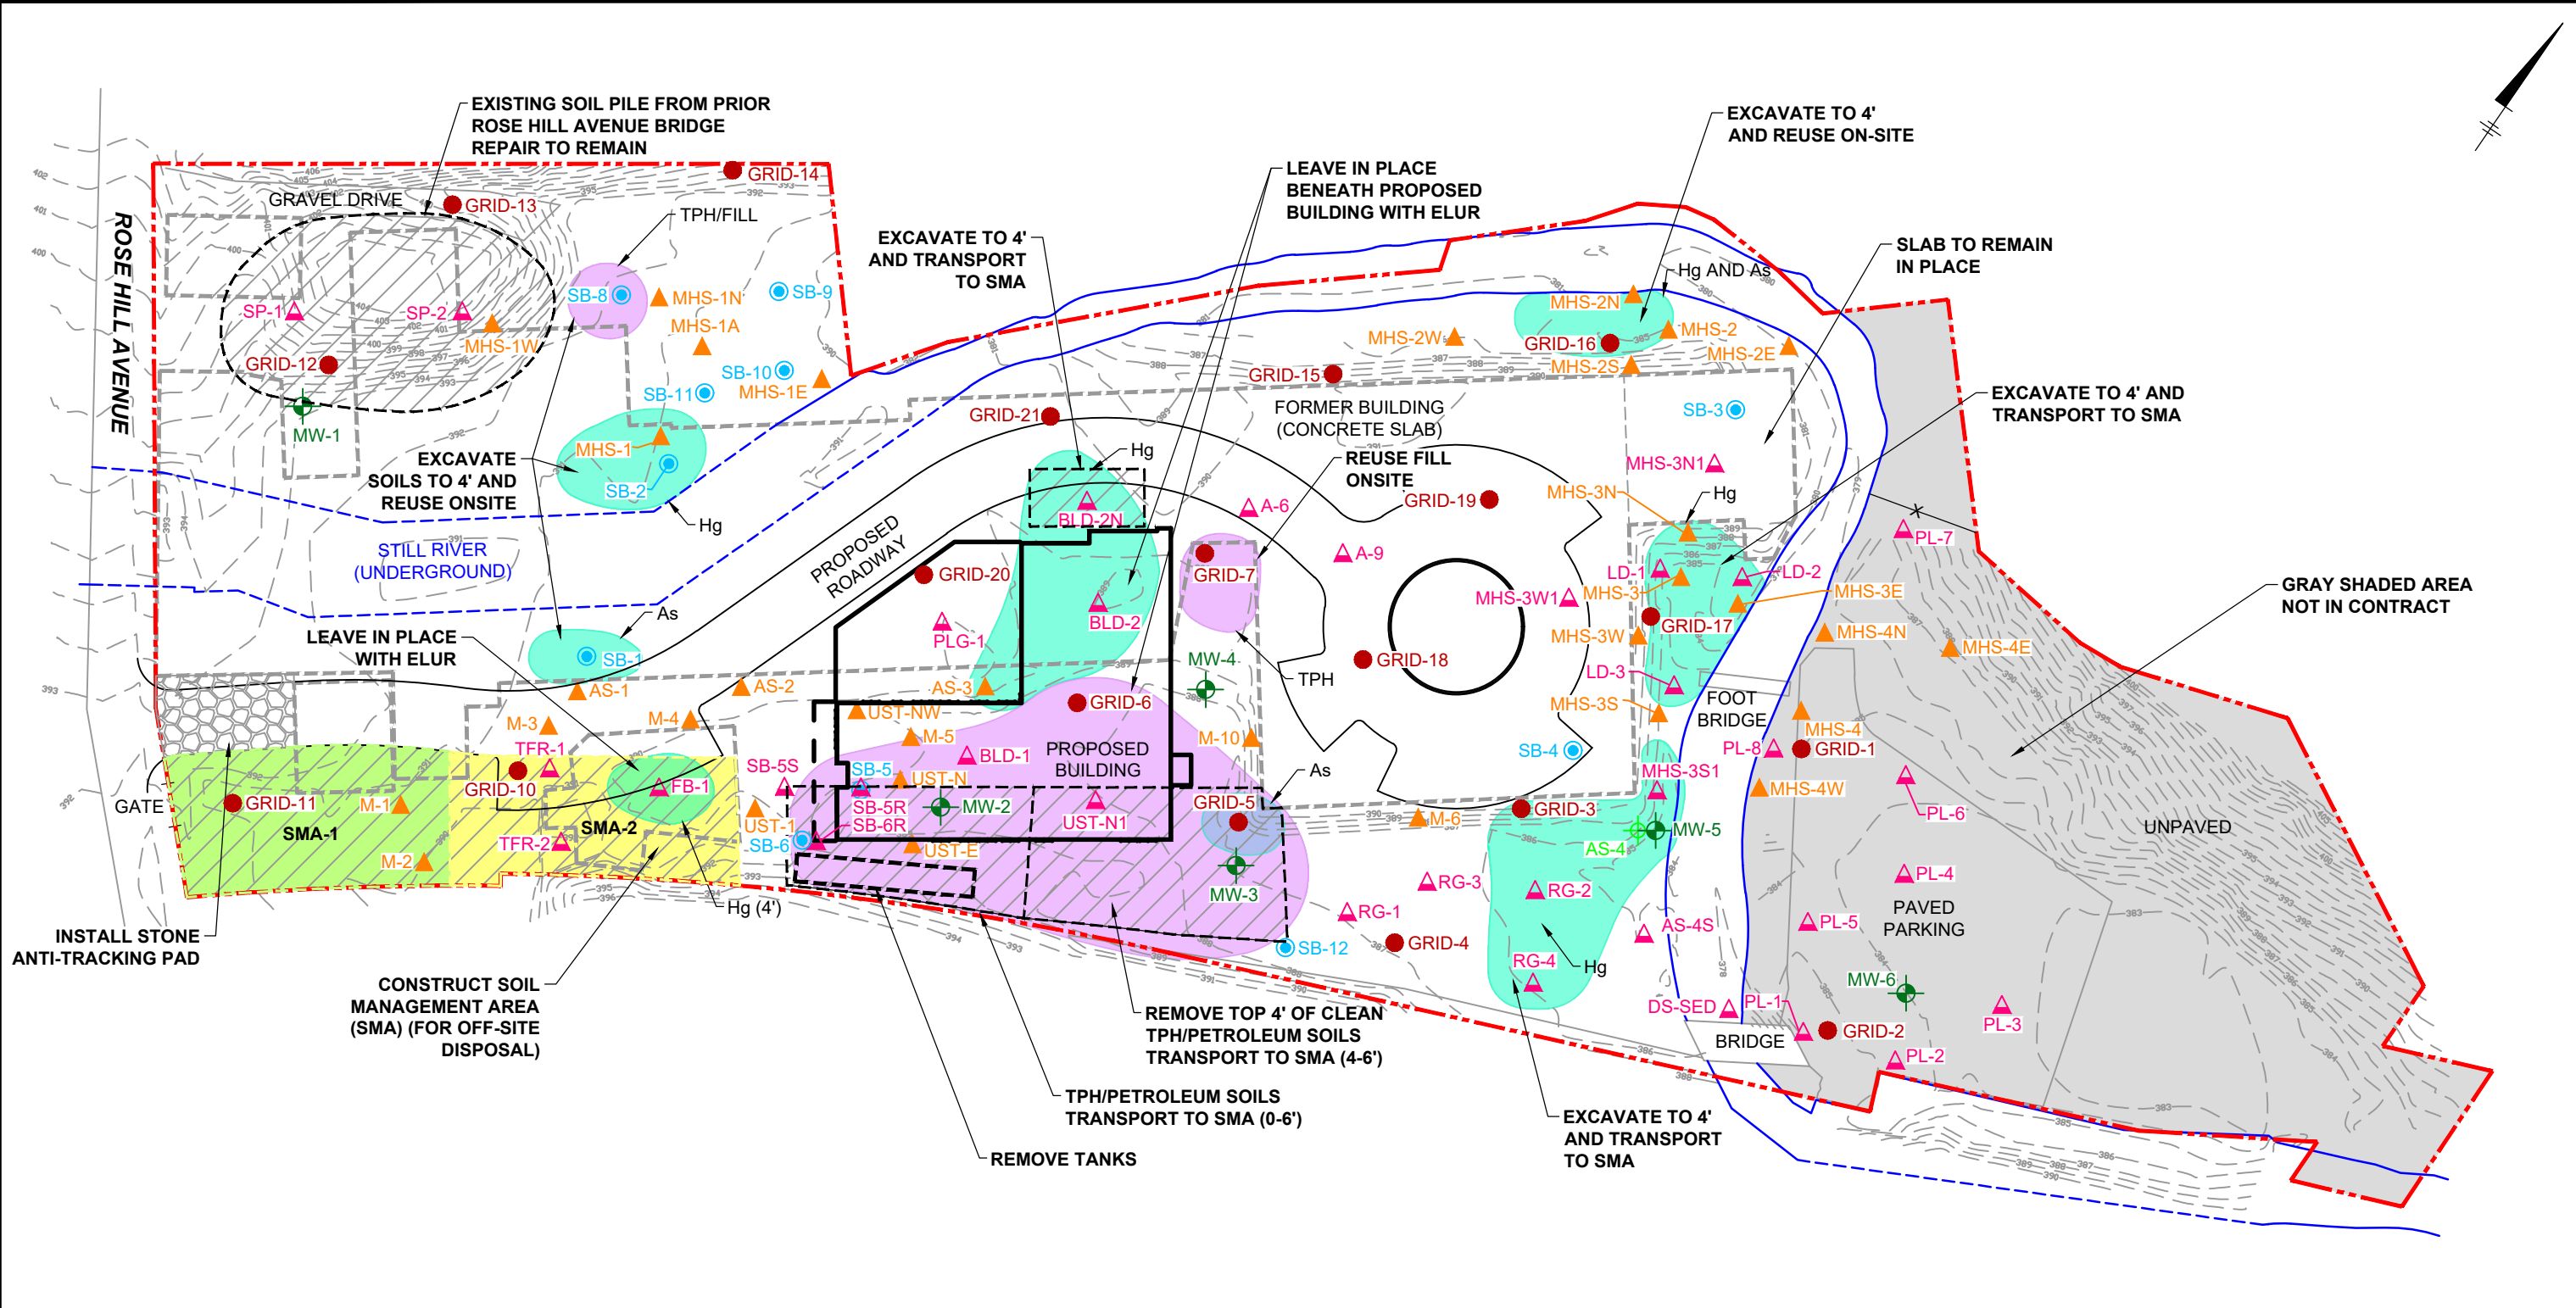 EXISTING SOIL PILE FROM PRIOR
ROSE HILL AVENUE BRIDGE
REPAIR TO REMAIN
EXCAVATE TO 4'
AND REUSE ON-SITE
LEAVE IN PLACE
BENEATH PROPOSED
BUILDING WITH ELUR
GRID-14
GRAVEL DRIVE
GRID-13
TPH/FILL
EXCAVATE TO 4'
AND TRANSPORT
TO SMA
SLAB TO REMAIN
IN PLACE
Hg AND As
ROSE HILL AVENUE
SP-1
SP-2
MHS-1W
SB-8
MHS-1N
SB-9
MHS-1A
GRID-12
SB-10
MHS-1E
SB-11
MW-1
MHS-2N
MHS-2W
GRID-16
MHS-2
MHS-2E
MHS-2S
GRID-15
GRID-21
FORMER BUILDING
(CONCRETE SLAB)
SB-3
EXCAVATE TO 4' AND
TRANSPORT TO SMA
MHS-1
SB-2
Hg
EXCAVATE
SOILS TO 4' AND
REUSE ONSITE
Hg
BLD-2N
REUSE FILL
ONSITE
A-6
GRID-19
MHS-3N1
MHS-3N
Hg
PL-7
STILL RIVER
(UNDERGROUND)
PROPOSED
ROADWAY
GRID-20
GRID-7
A-9
LD-1
LD-2
MHS-3
MHS-3E
MHS-3W1
GRAY SHADED AREA
NOT IN CONTRACT
PLG-1
BLD-2
As
SB-1
LEAVE IN PLACE
WITH ELUR
MHS-3W
GRID-17
MHS-4N
MHS-4E
MW-4
GRID-18
TPH
LD-3
AS-1
AS-2
AS-3
GRID-6
FOOT
BRIDGE
MHS-3S
M-3
M-4
UST-NW
M-5
M-10
MHS-4
TFR-1
BLD-1
PROPOSED
BUILDING
SB-4
PL-8
GRID-1
SB-5S
SB-5
UST-N
As
MHS-3S1
MHS-4W
GATE
GRID-11
M-1
GRID-10
FB-1
SB-5R
SB-6R
MW-2
UST-N1
GRID-5
GRID-3
M-6
PL-6
UNPAVED
SMA-1
SMA-2
UST-1
SB-6
UST-E
AS-4
MW-5
M-2
TFR-2
MW-3
RG-3
RG-2
PL-4
Hg (4')
RG-1
AS-4S
PL-5
PAVED
PARKING
SB-12
GRID-4
RG-4
Hg
INSTALL STONE
ANTI-TRACKING PAD
MW-6
CONSTRUCT SOIL
MANAGEMENT AREA
(SMA) (FOR OFF-SITE
DISPOSAL)
DS-SED
PL-1
PL-3
REMOVE TOP 4' OF CLEAN
TPH/PETROLEUM SOILS
TRANSPORT TO SMA (4-6')
BRIDGE
GRID-2
PL-2
TPH/PETROLEUM SOILS
TRANSPORT TO SMA (0-6')
EXCAVATE TO 4'
AND TRANSPORT
TO SMA
REMOVE TANKS